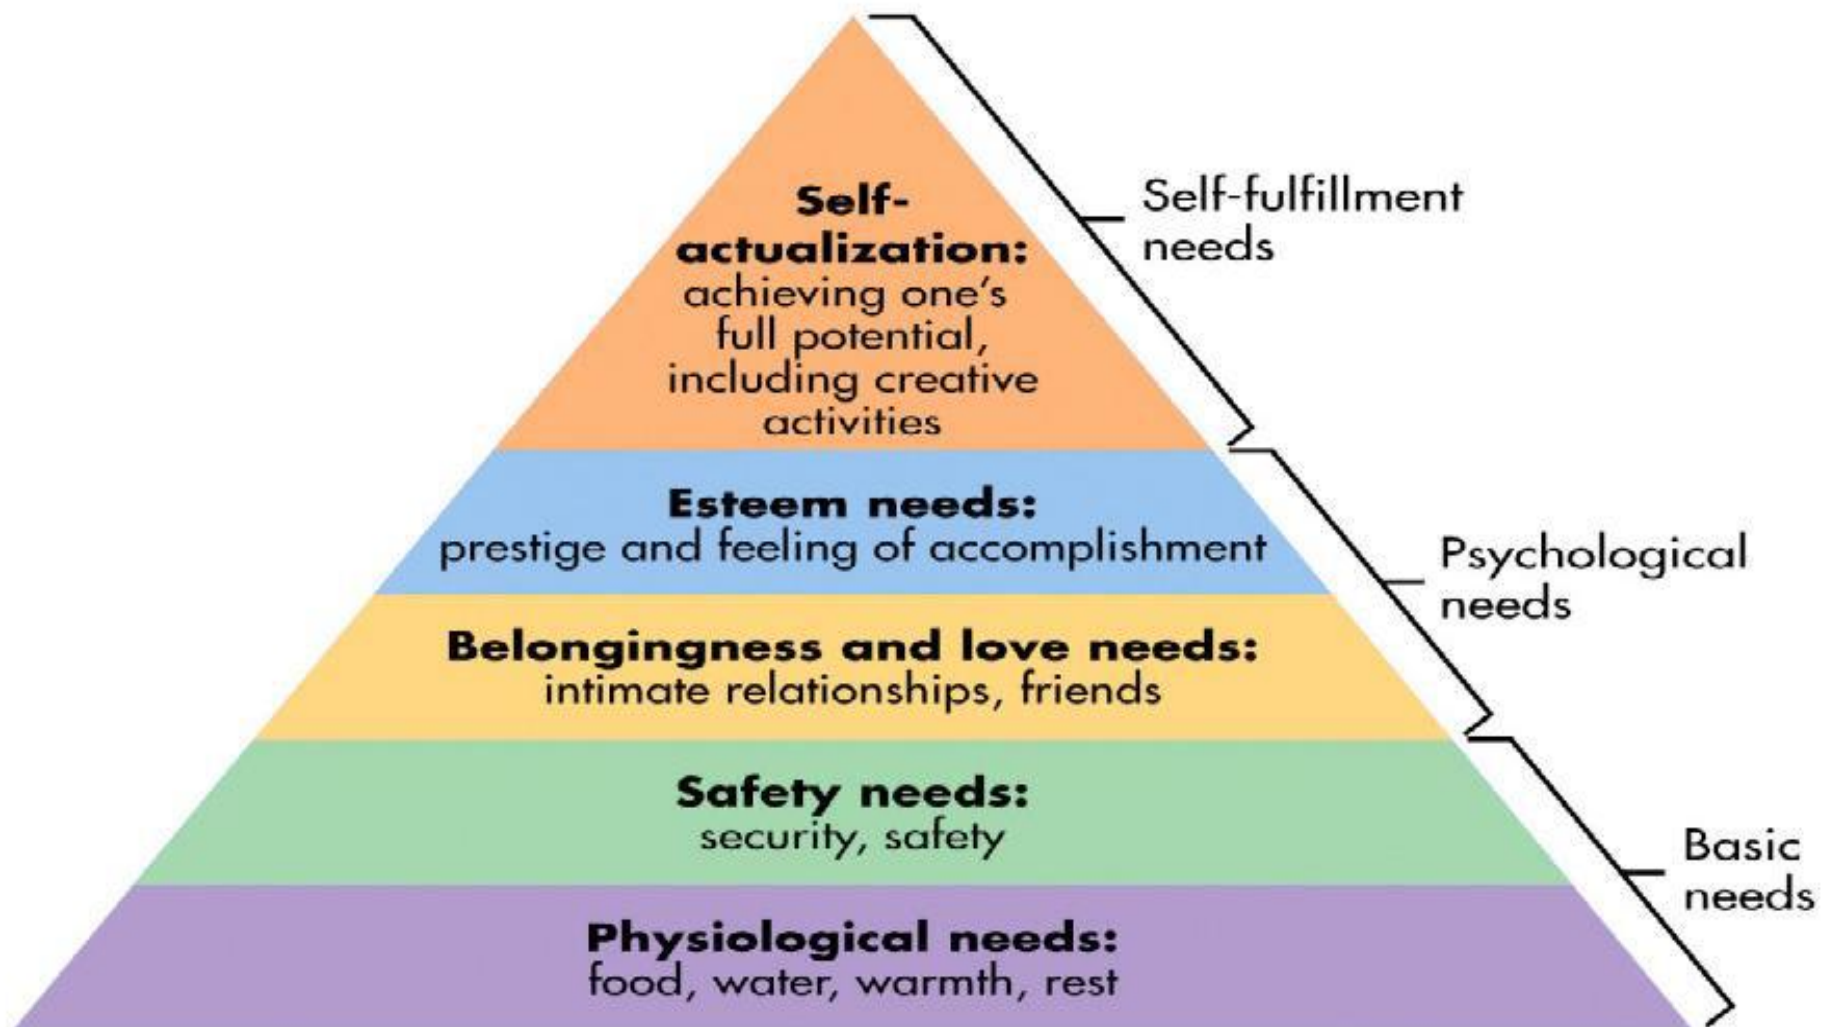 Self-
actualization:
achieving one's
full potential,
including creative
activities
Self-fulfillment
needs
Esteem needs:
prestige and feeling of accomplishment
Belongingness and love needs:
intimate relationships, friends
Psychological
needs
Safety needs:
security, safety
Physiological needs:
food, water, warmth, rest
Basic
needs